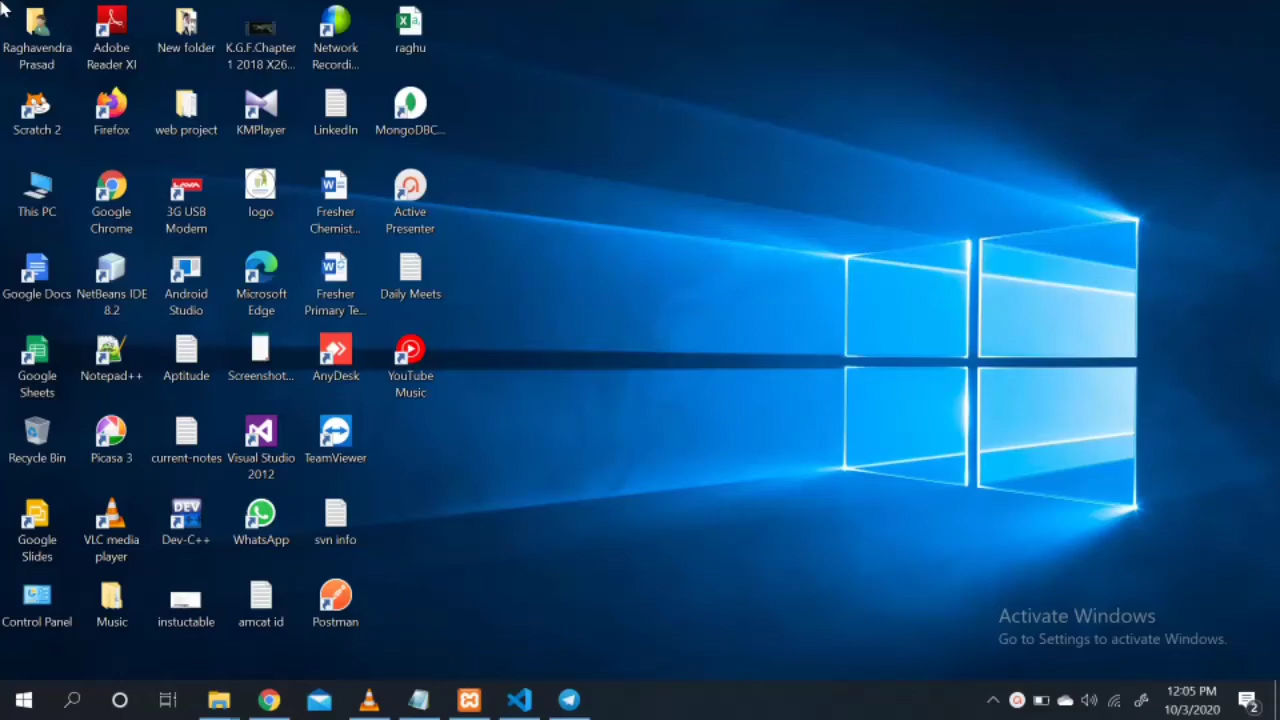 Raghavendra
Prasad
Adobe
Reader XI
New folder
K.G.F.Chapter
1 2018 X26...
Network
Recordi...
raghu
Scratch 2
Firefox
web project
KMPlayer
LinkedIn
MongoDBC...
This PC
Google
Chrome
3G USB
Modem
logo
Fresher
Chemist...
Active
Presenter
Google Docs
NetBeans IDE
8.2
Android
Studio
Microsoft
Edge
Fresher
Primary Te...
Daily Meets
Google
Sheets
Notepad++
Aptitude
Screenshot...
AnyDesk
YouTube
Music
Recycle Bin
Picasa 3
current-notes
Visual Studio
2012
TeamViewer
Google
Slides
VLC media
player
DEV
Dev-C++
WhatsApp
svn info
Control Panel
Music
instuctable
amcat id
Postman
Activate Windows
Go to Settings to activate Windows.
12:05 PM
10/3/2020
2